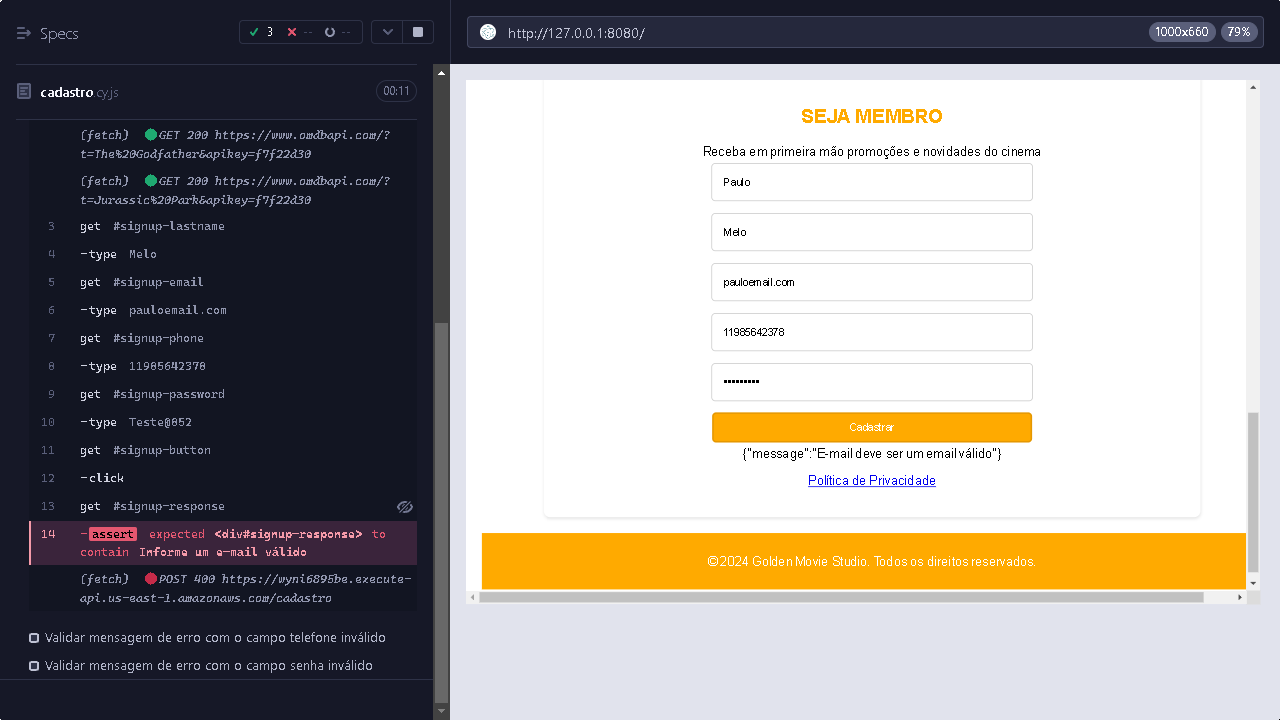 Specs
3 -- --
cadastro.cy.js
00:11
(fetch) GET 200 https://www.omdbapi.com/?
t=The%20Godfather&apikey=f7f22d30
(fetch) GET 200 https://www.omdbapi.com/?
t=Jurassic%20Park&apikey=f7f22d30
3 get #signup-lastname
4 -type Melo
5 get #signup-email
6 -type pauloemail.com
7 get #signup-phone
8 -type 11985642378
9 get #signup-password
10 -type Teste@052
11 get #signup-button
12 -click
13 get #signup-response
14 -assert expected <div#signup-response> to
contain Informe um e-mail válido
(fetch) POST 400 https://
api.us-east-1.amazonaws.com/cadastro
Validar mensagem de erro com o campo telefone inválido
Validar mensagem de erro com o campo senha inválido
http://127.0.0.1:8080/
1000x660 79%
SEJA MEMBRO
Receba em primeira mão promoções e novidades do cinema
Paulo
Melo
pauloemail.com
11985642378
•••••••••
Cadastrar
{"message":"E-mail deve ser um email válido"}
Política de Privacidade
©2024 Golden Movie Studio. Todos os direitos reservados.